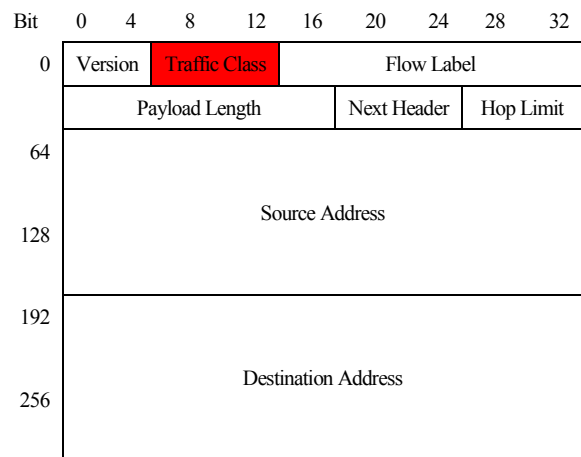 Bit 0 4 8 12 16 20 24 28 32
0 Version Traffic Class Flow Label
Payload Length Next Header Hop Limit
64
Source Address
128
192
Destination Address
256